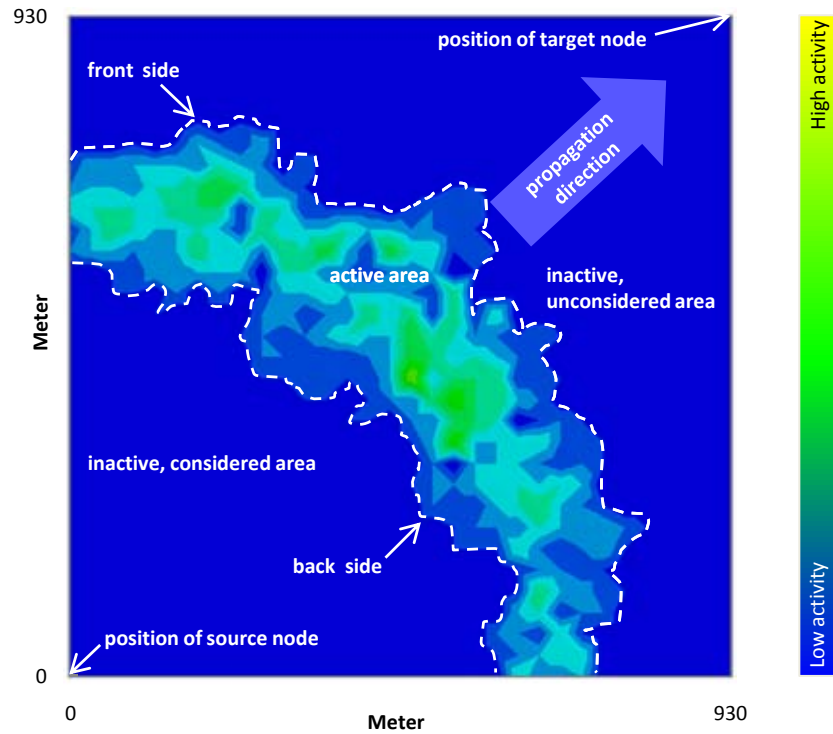 930
position of target node
front side
propagation
direction
High activity
active area
inactive,
unconsidered area
Meter
inactive, considered area
back side
position of source node
Low activity
0
0
Meter
930